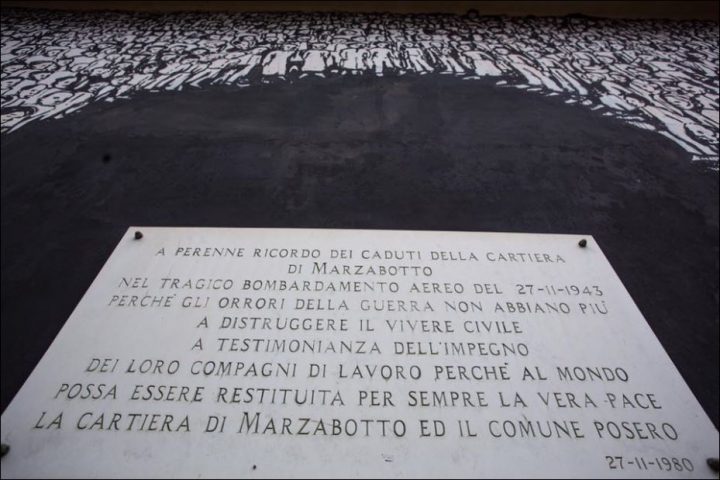 A PERENNE RICORDO DEI CADUTI DELLA CARTIERA
DI MARZABOTTO
NEL TRAGICO BOMBARDAMENTO AEREO DEL 27-11-1943
PERCHÉ GLI ORRORI DELLA GUERRA NON ABBIANO PIÙ
A DISTRUGGERE IL VIVERE CIVILE
A TESTIMONIANZA DELL'IMPEGNO
DEI LORO COMPAGNI DI LAVORO PERCHÈ AL MONDO
POSSA ESSERE RESTITUITA PER SEMPRE LA VERA PACE
LA CARTIERA DI MARZABOTTO ED IL COMUNE POSERO
27-11-1980